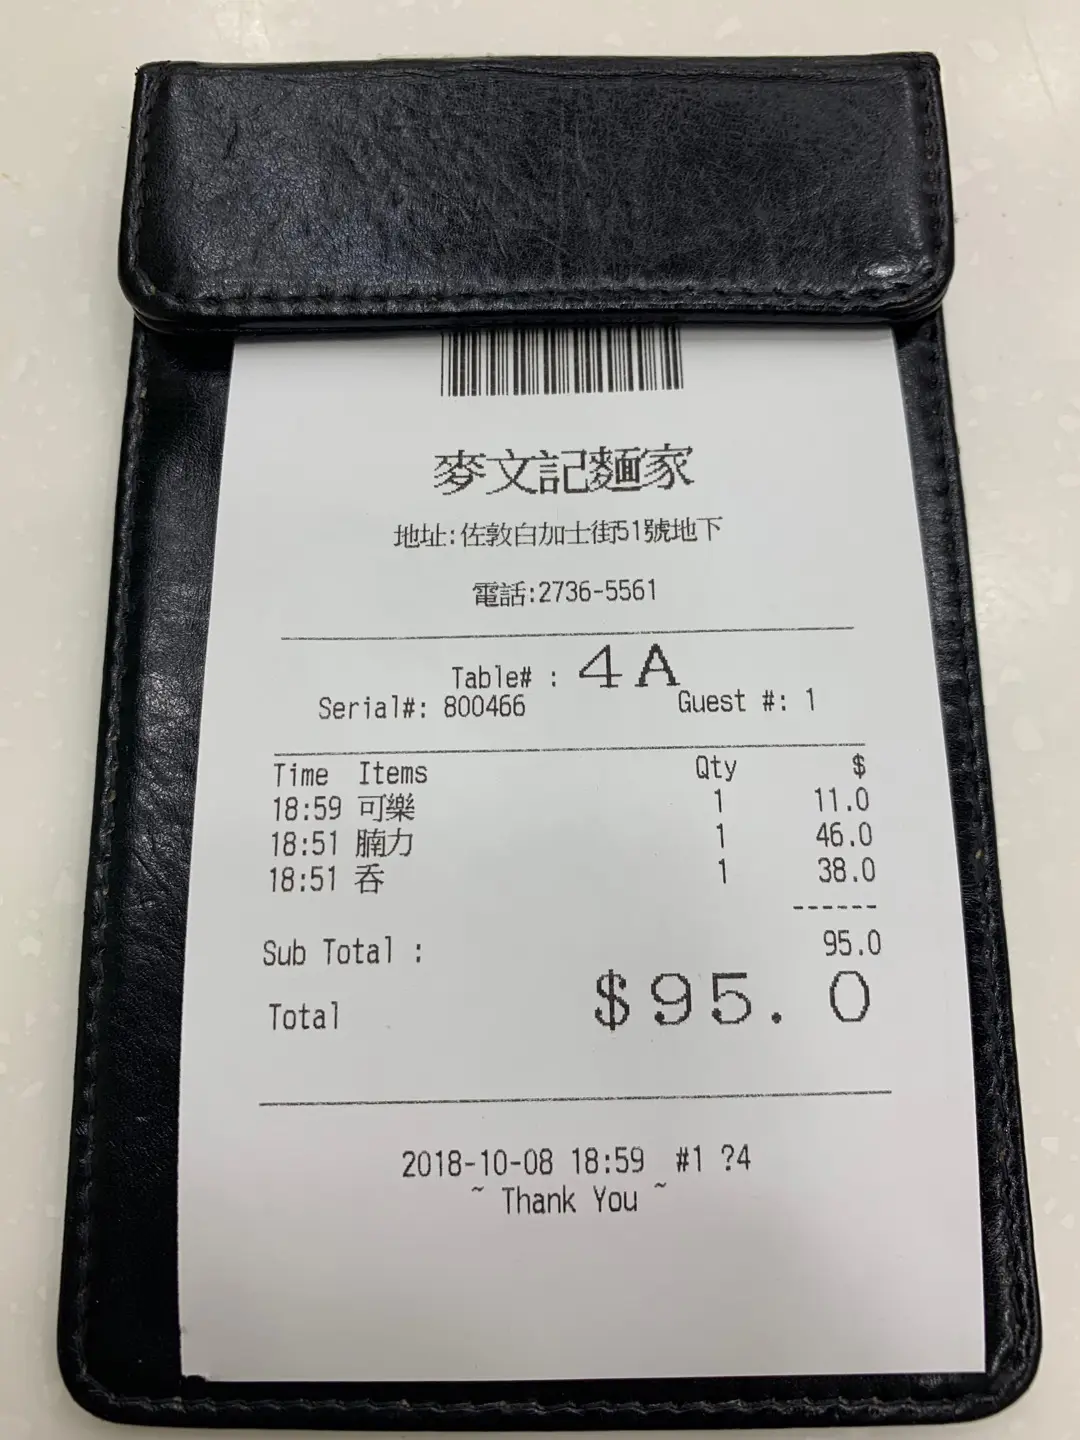 麥文記麵家
地址:佐敦白加士街51號地下
電話:2736-5561
Table# : 4A
Serial#: 800466 Guest #: 1
Time Items Qty $
18:59 可樂 1 11.0
18:51 腩力 1 46.0
18:51 吞 1 38.0
------
Sub Total : 95.0
Total $95.0
2018-10-08 18:59 #1 ?4
~ Thank You ~